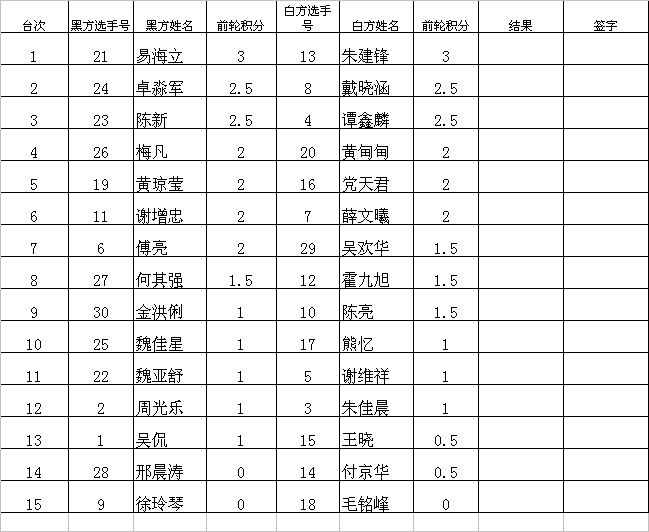 台次 黑方选手号 黑方姓名 前轮积分 白方选手号 白方姓名 前轮积分 结果 签字
1 21 易海立 3 13 朱建锋 3
2 24 卓淼军 2.5 8 戴晓涵 2.5
3 23 陈新 2.5 4 谭鑫麟 2.5
4 26 梅凡 2 20 黄甸甸 2
5 19 黄琼莹 2 16 党天君 2
6 11 谢增忠 2 7 薛文曦 2
7 6 傅亮 2 29 吴欢华 1.5
8 27 何其强 1.5 12 霍九旭 1.5
9 30 金洪俐 1 10 陈亮 1.5
10 25 魏佳星 1 17 熊忆 1
11 22 魏亚舒 1 5 谢维祥 1
12 2 周光乐 1 3 朱佳晨 1
13 1 吴侃 1 15 王晓 0.5
14 28 邢晨涛 0 14 付京华 0.5
15 9 徐玲琴 0 18 毛铭峰 0